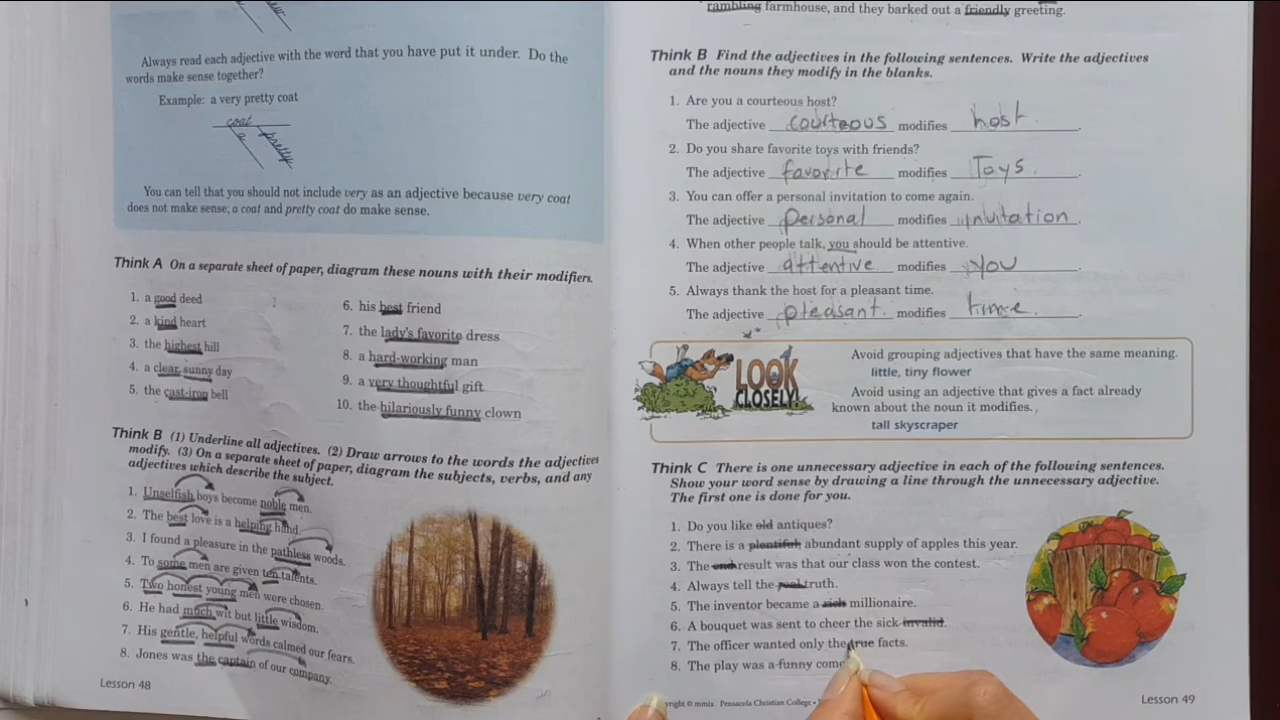 Always read each adjective with the word that you have put it under. Do the
words make sense together?
Example: a very pretty coat
coat
a
pretty
You can tell that you should not include very as an adjective because very coat
does not make sense; a coat and pretty coat do make sense.
Think A On a separate sheet of paper, diagram these nouns with their modifiers.
1. a good deed
2. a kind heart
3. the highest hill
4. a clear, sunny day
5. the cast-iron bell
6. his best friend
7. the lady's favorite dress
8. a hard-working man
9. a very thoughtful gift
10. the hilariously funny clown
Think B (1) Underline all adjectives. (2) Draw arrows to the words the adjectives
modify. (3) On a separate sheet of paper, diagram the subjects, verbs, and any
adjectives which describe the subject.
1. Unselfish boys become noble men.
2. The best love is a helping hand.
3. I found a pleasure in the pathless woods.
4. To some men are given ten talents.
5. Two honest young men were chosen.
6. He had much wit but little wisdom.
7. His gentle, helpful words calmed our fears.
8. Jones was the captain of our company.
Lesson 48
rambling farmhouse, and they barked out a friendly greeting.
Think B Find the adjectives in the following sentences. Write the adjectives
and the nouns they modify in the blanks.
1. Are you a courteous host?
The adjective courteous modifies host.
2. Do you share favorite toys with friends?
The adjective favorite modifies Toys.
3. You can offer a personal invitation to come again.
The adjective personal modifies invitation.
4. When other people talk, you should be attentive.
The adjective attentive modifies you.
5. Always thank the host for a pleasant time.
The adjective pleasant modifies time.
LOOK
CLOSELY!
Avoid grouping adjectives that have the same meaning.
little, tiny flower
Avoid using an adjective that gives a fact already
known about the noun it modifies.
tall skyscraper
Think C There is one unnecessary adjective in each of the following sentences.
Show your word sense by drawing a line through the unnecessary adjective.
The first one is done for you.
1. Do you like old antiques?
2. There is a plentiful, abundant supply of apples this year.
3. The end result was that our class won the contest.
4. Always tell the real truth.
5. The inventor became a rich millionaire.
6. A bouquet was sent to cheer the sick invalid.
7. The officer wanted only the true facts.
8. The play was a funny
Pensacola Christian College
Lesson 49